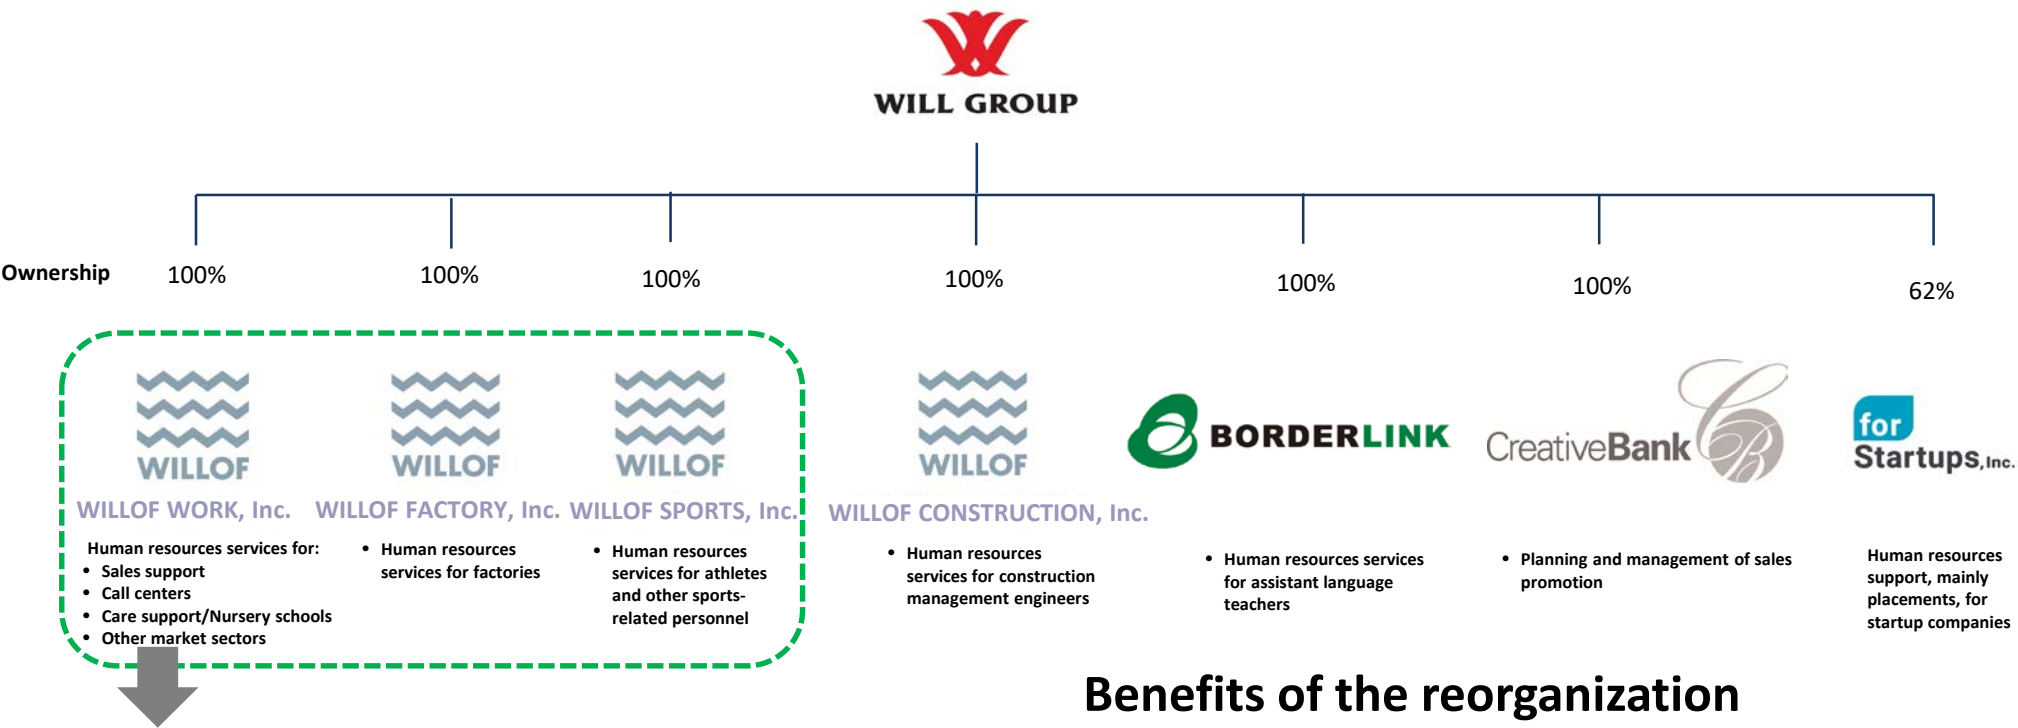 WILL GROUP
Ownership
100%
100%
100%
100%
100%
100%
62%
WILLOF
WILLOF
WILLOF
WILLOF
BORDERLINK
CreativeBank
CB
for
Startups,Inc.
WILLOF WORK, Inc.
WILLOF FACTORY, Inc.
WILLOF SPORTS, Inc.
WILLOF CONSTRUCTION, Inc.
Human resources services for:
• Sales support
• Call centers
• Care support/Nursery schools
• Other market sectors
• Human resources
services for factories
• Human resources
services for athletes
and other sports-
related personnel
• Human resources
services for construction
management engineers
• Human resources services
for assistant language
teachers
• Planning and management of sales
promotion
Human resources
support, mainly
placements, for
startup companies
Benefits of the reorganization